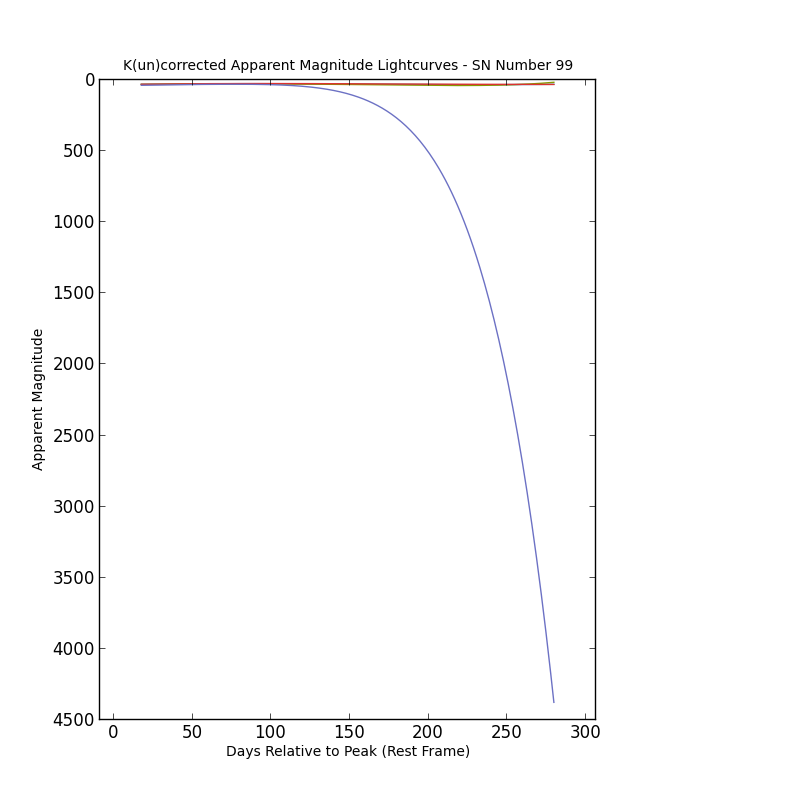 K(un)corrected Apparent Magnitude Lightcurves - SN Number 99
0
500
1000
1500
2000
2500
3000
3500
4000
4500
Apparent Magnitude
0 50 100 150 200 250 300
Days Relative to Peak (Rest Frame)